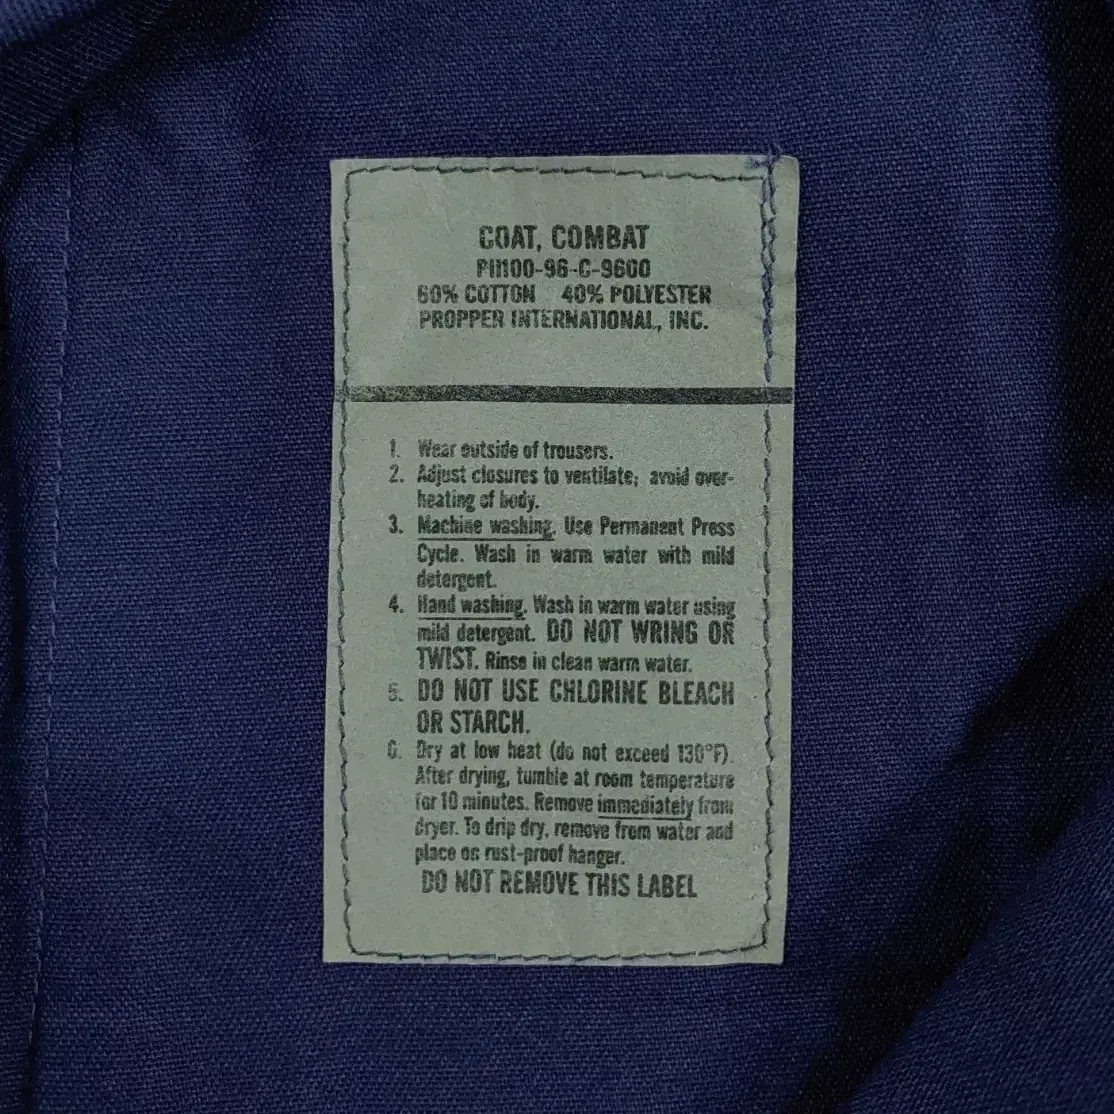 COAT, COMBAT
PI1100-96-C-9600
60% COTTON 40% POLYESTER
PROPPER INTERNATIONAL, INC.
1. Wear outside of trousers.
2. Adjust closures to ventilate; avoid over-
heating of body.
3. Machine washing. Use Permanent Press
Cycle. Wash in warm water with mild
detergent.
4. Hand washing. Wash in warm water using
mild detergent. DO NOT WRING OR
TWIST. Rinse in clean warm water.
5. DO NOT USE CHLORINE BLEACH
OR STARCH.
6. Dry at low heat (do not exceed 130°F).
After drying, tumble at room temperature
for 10 minutes. Remove immediately from
dryer. To drip dry, remove from water and
place on rust-proof hanger.
DO NOT REMOVE THIS LABEL